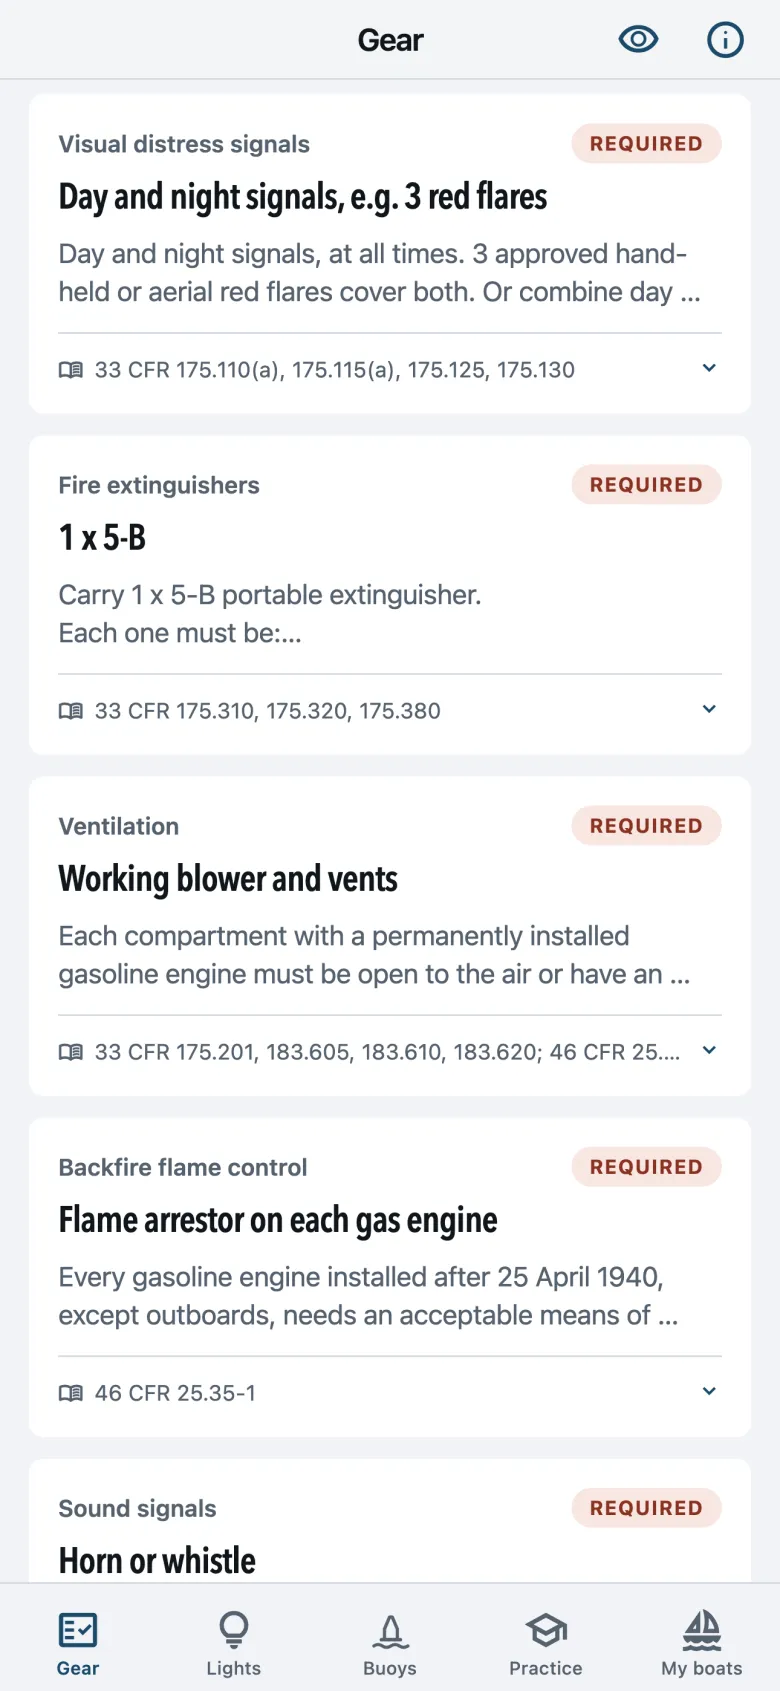 Gear
Visual distress signals
REQUIRED
Day and night signals, e.g. 3 red flares
Day and night signals, at all times. 3 approved hand-
held or aerial red flares cover both. Or combine day ...
33 CFR 175.110(a), 175.115(a), 175.125, 175.130
Fire extinguishers
REQUIRED
1 x 5-B
Carry 1 x 5-B portable extinguisher.
Each one must be:...
33 CFR 175.310, 175.320, 175.380
Ventilation
REQUIRED
Working blower and vents
Each compartment with a permanently installed
gasoline engine must be open to the air or have an ...
33 CFR 175.201, 183.605, 183.610, 183.620; 46 CFR 25....
Backfire flame control
REQUIRED
Flame arrestor on each gas engine
Every gasoline engine installed after 25 April 1940,
except outboards, needs an acceptable means of ...
46 CFR 25.35-1
Sound signals
REQUIRED
Horn or whistle
Gear
Lights
Buoys
Practice
My boats